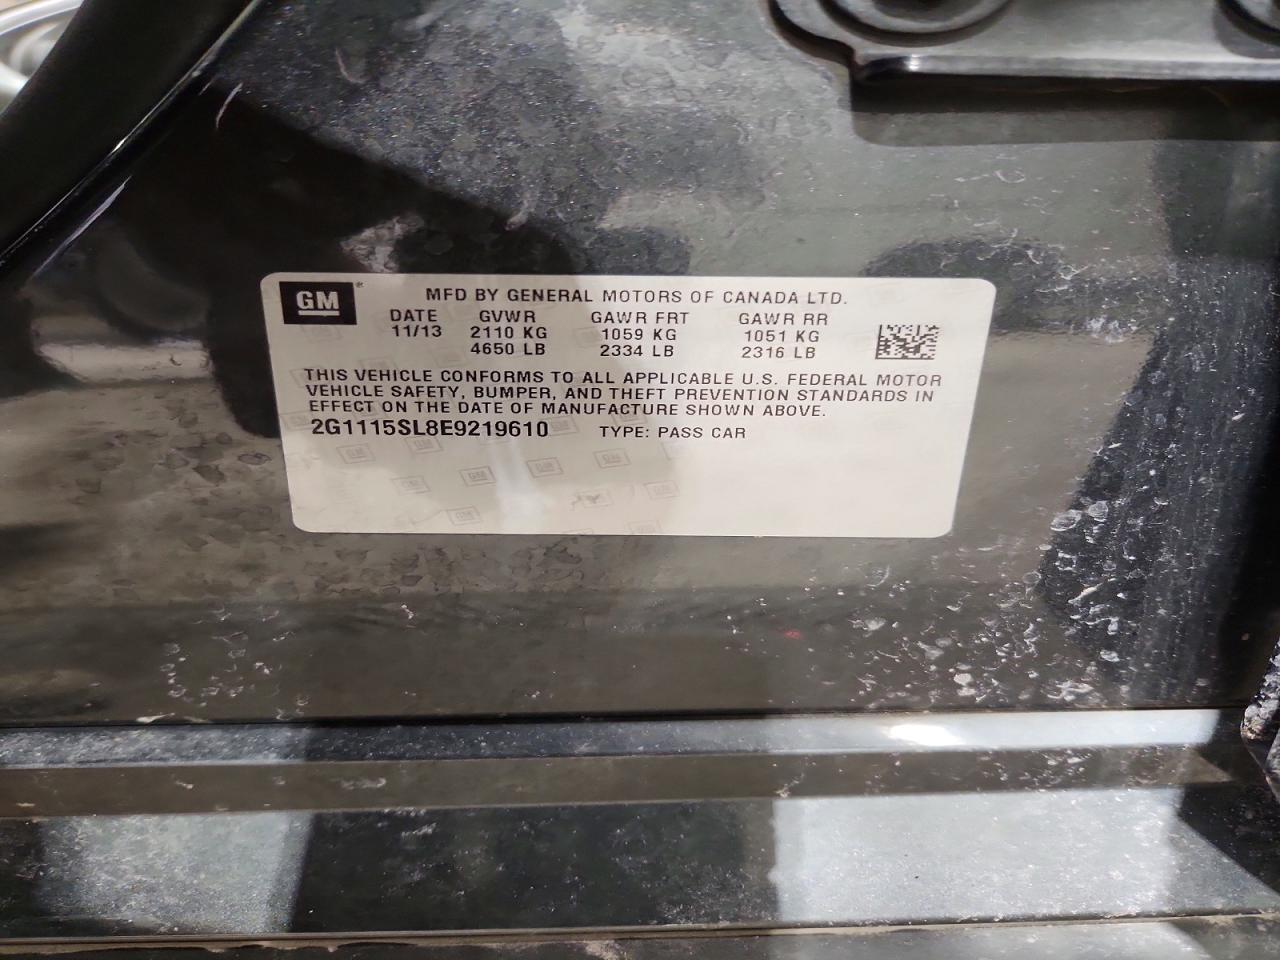 GM® MFD BY GENERAL MOTORS OF CANADA LTD.
DATE GVWR GAWR FRT GAWR RR
11/13 2110 KG 1059 KG 1051 KG
4650 LB 2334 LB 2316 LB
THIS VEHICLE CONFORMS TO ALL APPLICABLE U.S. FEDERAL MOTOR
VEHICLE SAFETY, BUMPER, AND THEFT PREVENTION STANDARDS IN
EFFECT ON THE DATE OF MANUFACTURE SHOWN ABOVE.
2G1115SL8E9219610 TYPE: PASS CAR